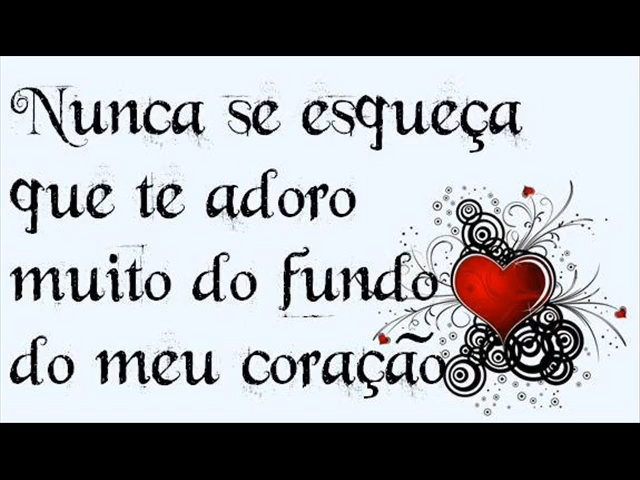 Nunca se esqueça
que te adoro
muito do fundo
do meu coração